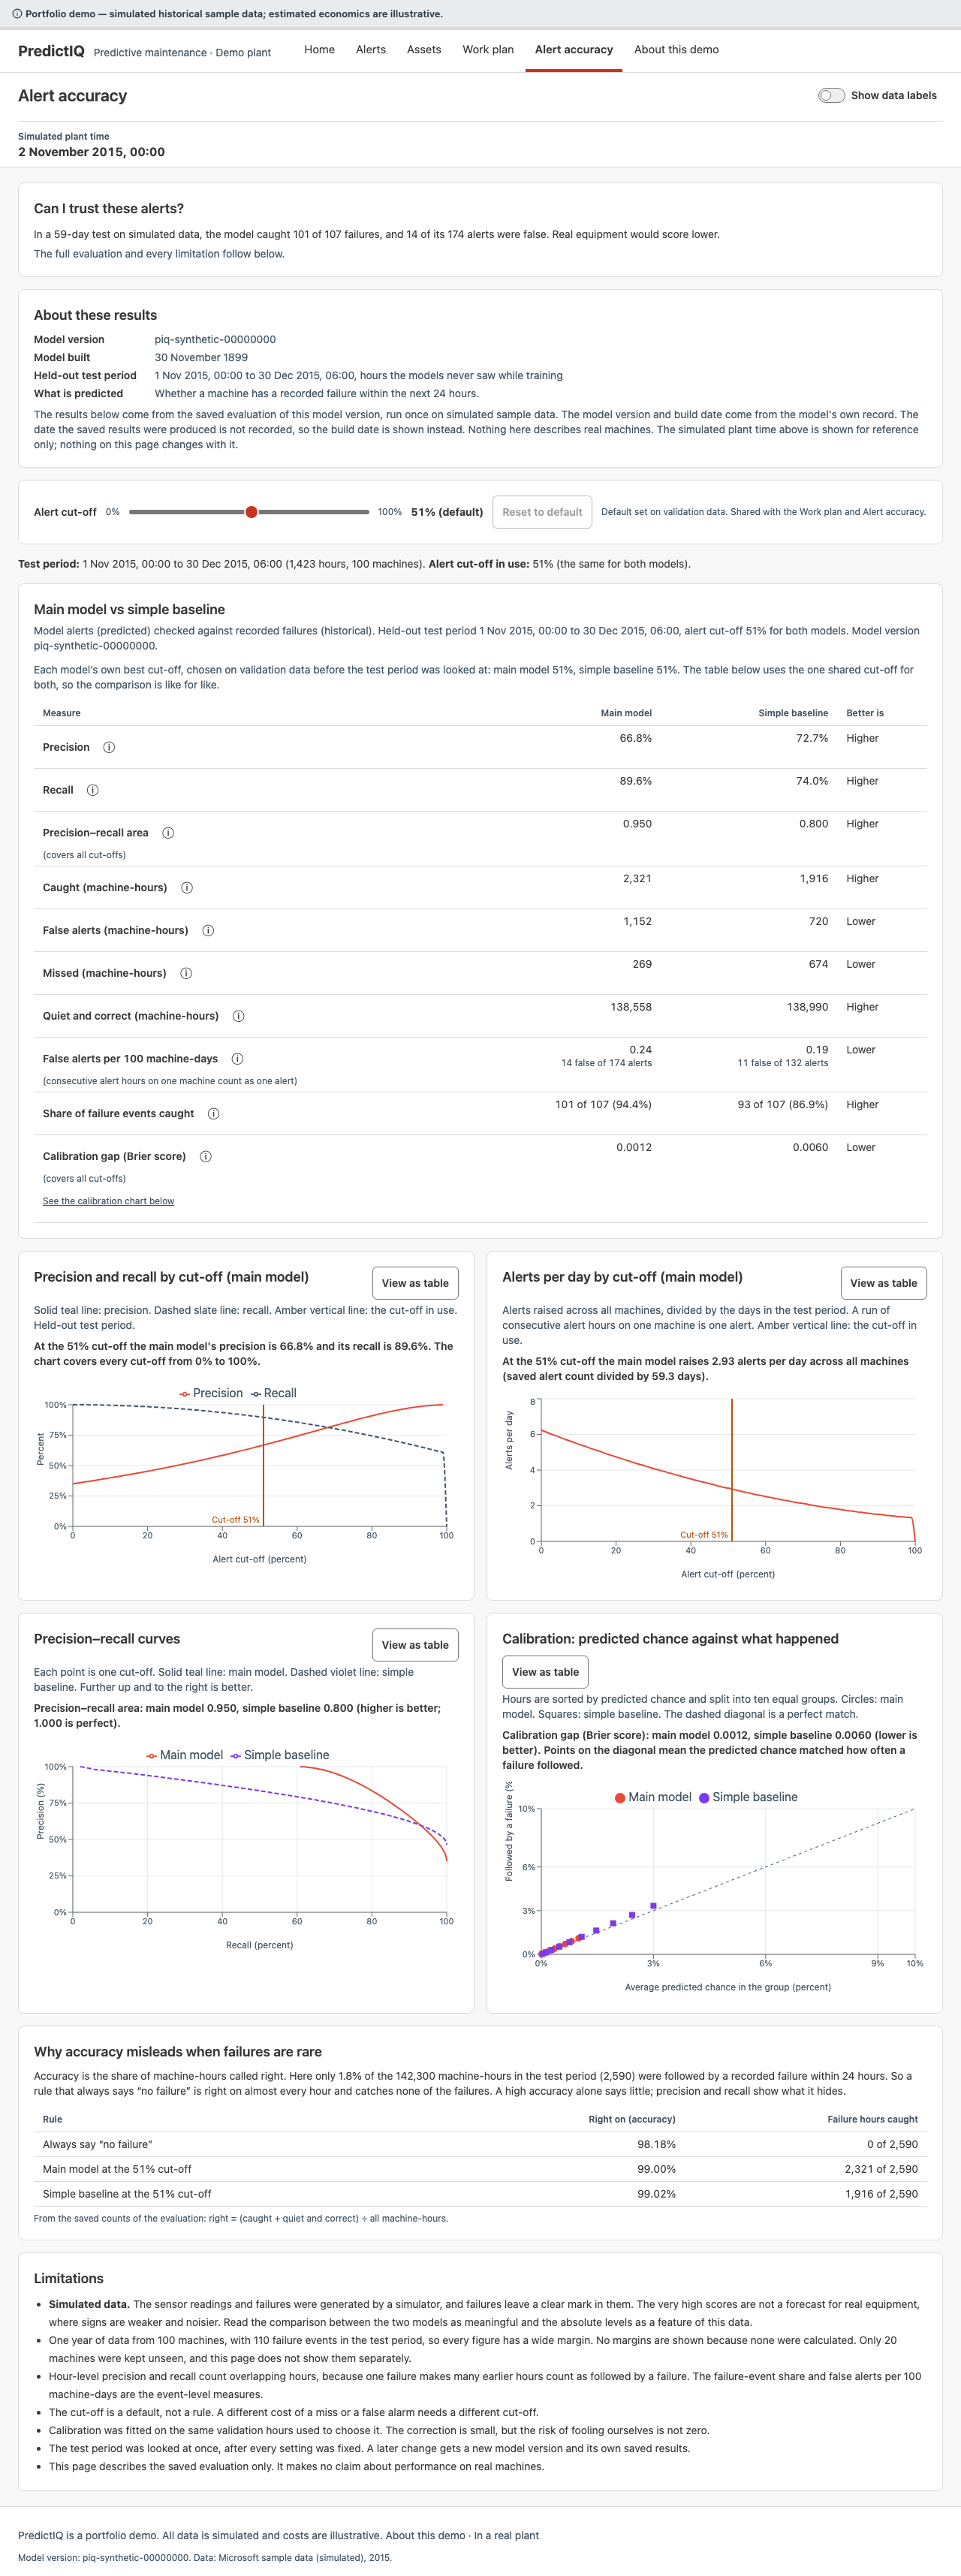 Portfolio demo — simulated historical sample data; estimated economics are illustrative.
PredictIQ Predictive maintenance · Demo plant Home Alerts Assets Work plan Alert accuracy About this demo
Alert accuracy
Show data labels
Simulated plant time
2 November 2015, 00:00
Can I trust these alerts?
In a 59-day test on simulated data, the model caught 101 of 107 failures, and 14 of its 174 alerts were false. Real equipment would score lower.
The full evaluation and every limitation follow below.
About these results
Model version piq-synthetic-00000000
Model built 30 November 1899
Held-out test period 1 Nov 2015, 00:00 to 30 Dec 2015, 06:00, hours the models never saw while training
What is predicted Whether a machine has a recorded failure within the next 24 hours.
The results below come from the saved evaluation of this model version, run once on simulated sample data. The model version and build date come from the model's own record. The
date the saved results were produced is not recorded, so the build date is shown instead. Nothing here describes real machines. The simulated plant time above is shown for reference
only; nothing on this page changes with it.
Alert cut-off 0% 100% 51% (default) Reset to default Default set on validation data. Shared with the Work plan and Alert accuracy.
Test period: 1 Nov 2015, 00:00 to 30 Dec 2015, 06:00 (1,423 hours, 100 machines). Alert cut-off in use: 51% (the same for both models).
Main model vs simple baseline
Model alerts (predicted) checked against recorded failures (historical). Held-out test period 1 Nov 2015, 00:00 to 30 Dec 2015, 06:00, alert cut-off 51% for both models. Model version
piq-synthetic-00000000.
Each model's own best cut-off, chosen on validation data before the test period was looked at: main model 51%, simple baseline 51%. The table below uses the one shared cut-off for
both, so the comparison is like for like.
Measure Main model Simple baseline Better is
Precision 66.8% 72.7% Higher
Recall 89.6% 74.0% Higher
Precision–recall area 0.950 0.800 Higher
(covers all cut-offs)
Caught (machine-hours) 2,321 1,916 Higher
False alerts (machine-hours) 1,152 720 Lower
Missed (machine-hours) 269 674 Lower
Quiet and correct (machine-hours) 138,558 138,990 Higher
False alerts per 100 machine-days 0.24 0.19 Lower
14 false of 174 alerts 11 false of 132 alerts
(consecutive alert hours on one machine count as one alert)
Share of failure events caught 101 of 107 (94.4%) 93 of 107 (86.9%) Higher
Calibration gap (Brier score) 0.0012 0.0060 Lower
(covers all cut-offs)
See the calibration chart below
Precision and recall by cut-off (main model)
View as table
Solid teal line: precision. Dashed slate line: recall. Amber vertical line: the cut-off in use.
Held-out test period.
At the 51% cut-off the main model's precision is 66.8% and its recall is 89.6%. The
chart covers every cut-off from 0% to 100%.
Precision Recall
100%
75%
50%
25%
0%
Percent
Cut-off 51%
0 20 40 60 80 100
Alert cut-off (percent)
Alerts per day by cut-off (main model)
View as table
Alerts raised across all machines, divided by the days in the test period. A run of
consecutive alert hours on one machine is one alert. Amber vertical line: the cut-off in
use.
At the 51% cut-off the main model raises 2.93 alerts per day across all machines
(saved alert count divided by 59.3 days).
8
6
4
2
0
Alerts per day
Cut-off 51%
0 20 40 60 80 100
Alert cut-off (percent)
Precision–recall curves
View as table
Each point is one cut-off. Solid teal line: main model. Dashed violet line: simple
baseline. Further up and to the right is better.
Precision–recall area: main model 0.950, simple baseline 0.800 (higher is better;
1.000 is perfect).
Main model Simple baseline
100%
75%
50%
25%
0%
Precision (%)
0 20 40 60 80 100
Recall (percent)
Calibration: predicted chance against what happened
View as table
Hours are sorted by predicted chance and split into ten equal groups. Circles: main
model. Squares: simple baseline. The dashed diagonal is a perfect match.
Calibration gap (Brier score): main model 0.0012, simple baseline 0.0060 (lower is
better). Points on the diagonal mean the predicted chance matched how often a
failure followed.
Main model Simple baseline
10%
6%
3%
0%
Followed by a failure (%
0% 3% 6% 9% 10%
Average predicted chance in the group (percent)
Why accuracy misleads when failures are rare
Accuracy is the share of machine-hours called right. Here only 1.8% of the 142,300 machine-hours in the test period (2,590) were followed by a recorded failure within 24 hours. So a
rule that always says “no failure” is right on almost every hour and catches none of the failures. A high accuracy alone says little; precision and recall show what it hides.
Rule Right on (accuracy) Failure hours caught
Always say “no failure” 98.18% 0 of 2,590
Main model at the 51% cut-off 99.00% 2,321 of 2,590
Simple baseline at the 51% cut-off 99.02% 1,916 of 2,590
From the saved counts of the evaluation: right = (caught + quiet and correct) ÷ all machine-hours.
Limitations
• Simulated data. The sensor readings and failures were generated by a simulator, and failures leave a clear mark in them. The very high scores are not a forecast for real equipment,
where signs are weaker and noisier. Read the comparison between the two models as meaningful and the absolute levels as a feature of this data.
• One year of data from 100 machines, with 110 failure events in the test period, so every figure has a wide margin. No margins are shown because none were calculated. Only 20
machines were kept unseen, and this page does not show them separately.
• Hour-level precision and recall count overlapping hours, because one failure makes many earlier hours count as followed by a failure. The failure-event share and false alerts per 100
machine-days are the event-level measures.
• The cut-off is a default, not a rule. A different cost of a miss or a false alarm needs a different cut-off.
• Calibration was fitted on the same validation hours used to choose it. The correction is small, but the risk of fooling ourselves is not zero.
• The test period was looked at once, after every setting was fixed. A later change gets a new model version and its own saved results.
• This page describes the saved evaluation only. It makes no claim about performance on real machines.
PredictIQ is a portfolio demo. All data is simulated and costs are illustrative. About this demo · In a real plant
Model version: piq-synthetic-00000000. Data: Microsoft sample data (simulated), 2015.